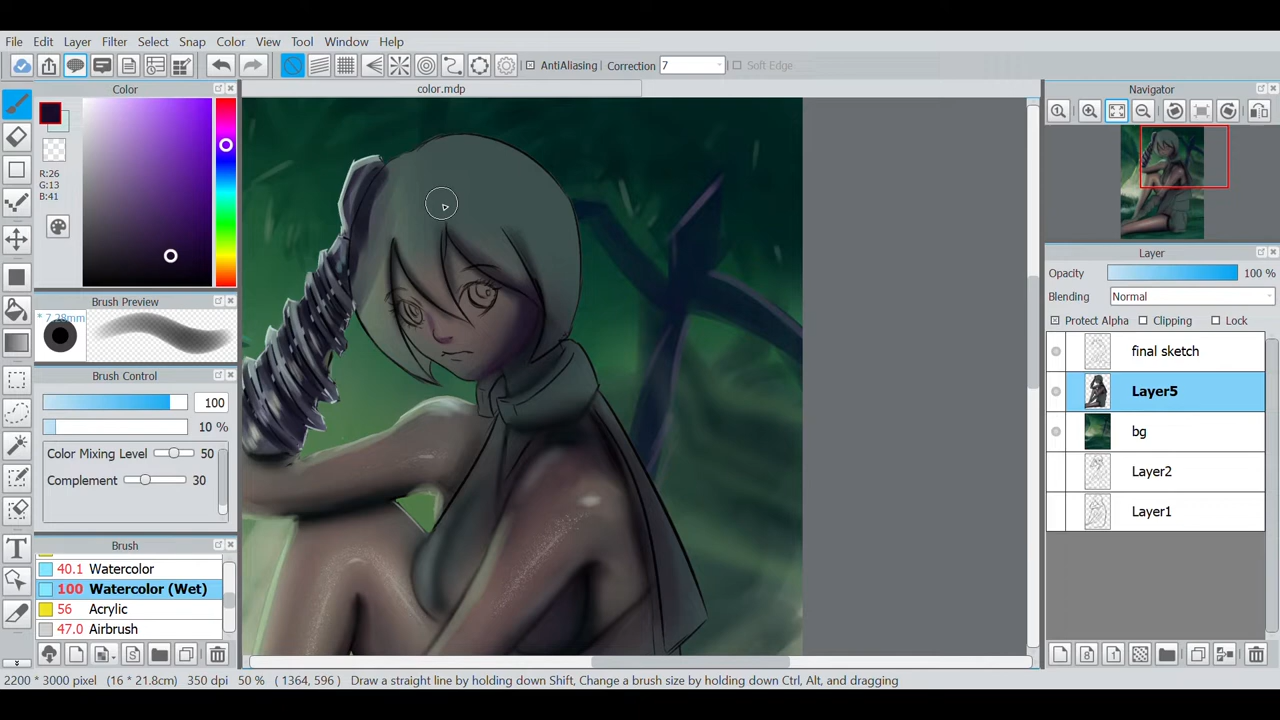 File Edit Layer Filter Select Snap Color View Tool Window Help
AntiAliasing Correction 7 Soft Edge
Color
color.mdp
Navigator
R:26
G:13
B:41
Brush Preview
* 7.28mm
Brush Control
100
10 %
Color Mixing Level 50
Complement 30
Brush
40.1 Watercolor
100 Watercolor (Wet)
56 Acrylic
47.0 Airbrush
Layer
Opacity 100 %
Blending Normal
Protect Alpha Clipping Lock
final sketch
Layer5
bg
Layer2
Layer1
2200 * 3000 pixel (16 * 21.8cm) 350 dpi 50 % ( 1364, 596 ) Draw a straight line by holding down Shift, Change a brush size by holding down Ctrl, Alt, and dragging